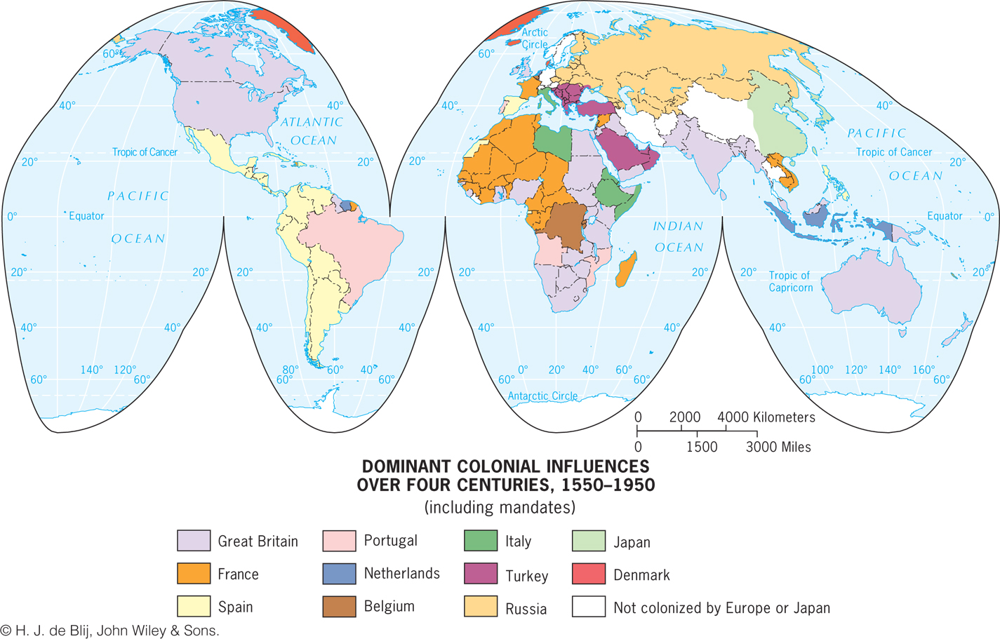 Arctic
Circle
60°
60°
40°
40°
40°
40°
ATLANTIC
OCEAN
PACIFIC
Tropic of Cancer
Tropic of Cancer
20°
20°
20°
20°
OCEAN
PACIFIC
0°
Equator
Equator
0°
OCEAN
INDIAN
OCEAN
20°
20°
20°
20°
20°
20°
20°
20°
Tropic of
Capricorn
40°
40°
40°
40°
40°
40°
40°
140°
120°
80°
60°
40°
0°
20°
40°
60°
100°
120°
140°
160°
60°
60°
60°
60°
60°
60°
60°
60°
Antarctic Circle
0 2000 4000 Kilometers
0 1500 3000 Miles
DOMINANT COLONIAL INFLUENCES
OVER FOUR CENTURIES, 1550–1950
(including mandates)
Great Britain
Portugal
Italy
Japan
France
Netherlands
Turkey
Denmark
Spain
Belgium
Russia
Not colonized by Europe or Japan
© H. J. de Blij, John Wiley & Sons.